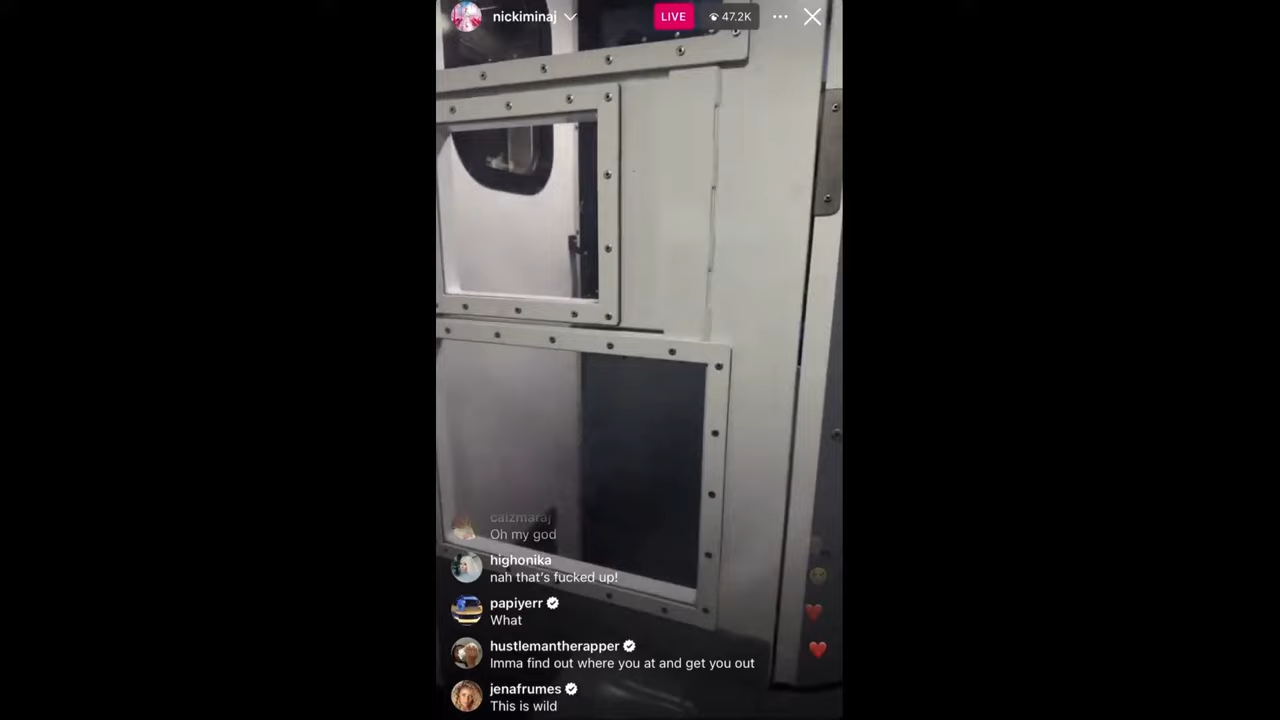 nickiminaj
LIVE
47.2K
caizmaraj
Oh my god
highonika
nah that's fucked up!
papiyerr
What
hustlemantherapper
Imma find out where you at and get you out
jenafrumes
This is wild